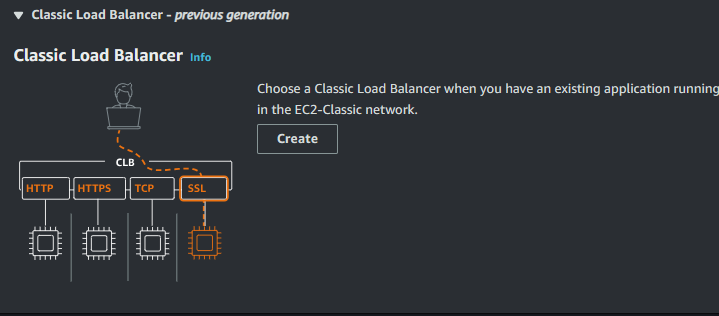 Classic Load Balancer - previous generation
Classic Load Balancer Info
Choose a Classic Load Balancer when you have an existing application running
in the EC2-Classic network.
Create
CLB
HTTP HTTPS TCP SSL